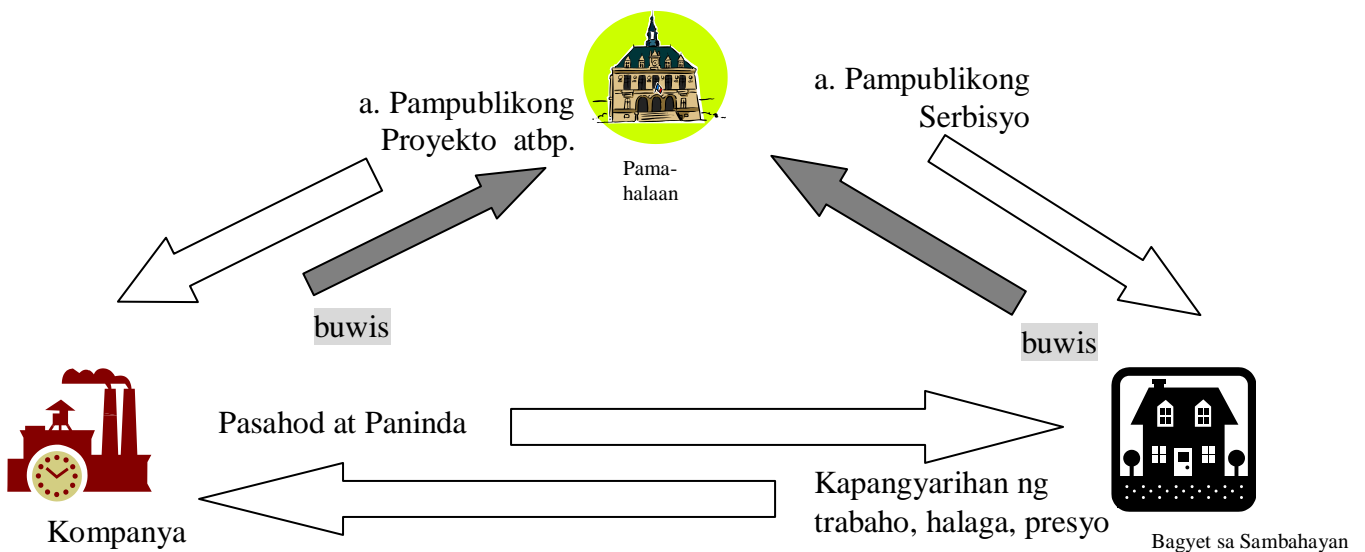 a. Pampublikong
Proyekto atbp.
a. Pampublikong
Serbisyo
Pama-
halaan
buwis
buwis
Pasahod at Paninda
Kapangyarihan ng
trabaho, halaga, presyo
Kompanya
Bagyet sa Sambahayan